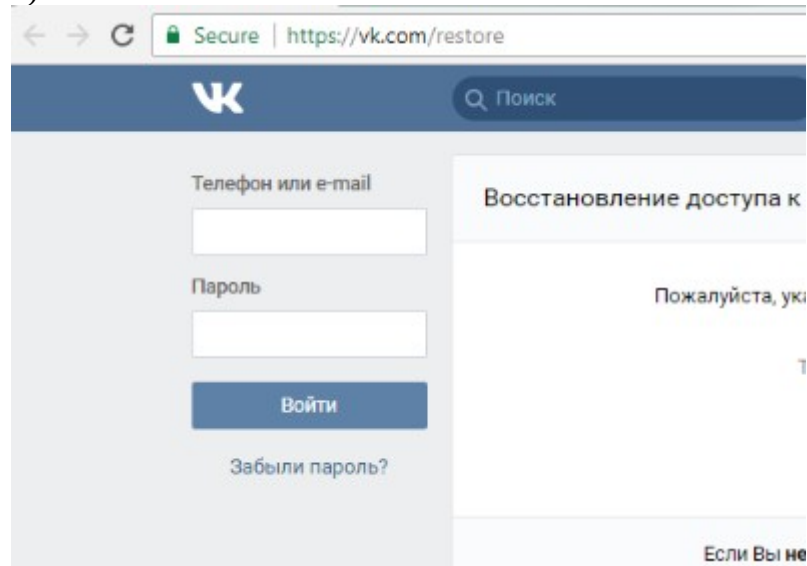 Secure | https://vk.com/restore
Поиск
Телефон или e-mail
Пароль
Войти
Забыли пароль?
Восстановление доступа к
Пожалуйста, ука
Т
Если Вы не